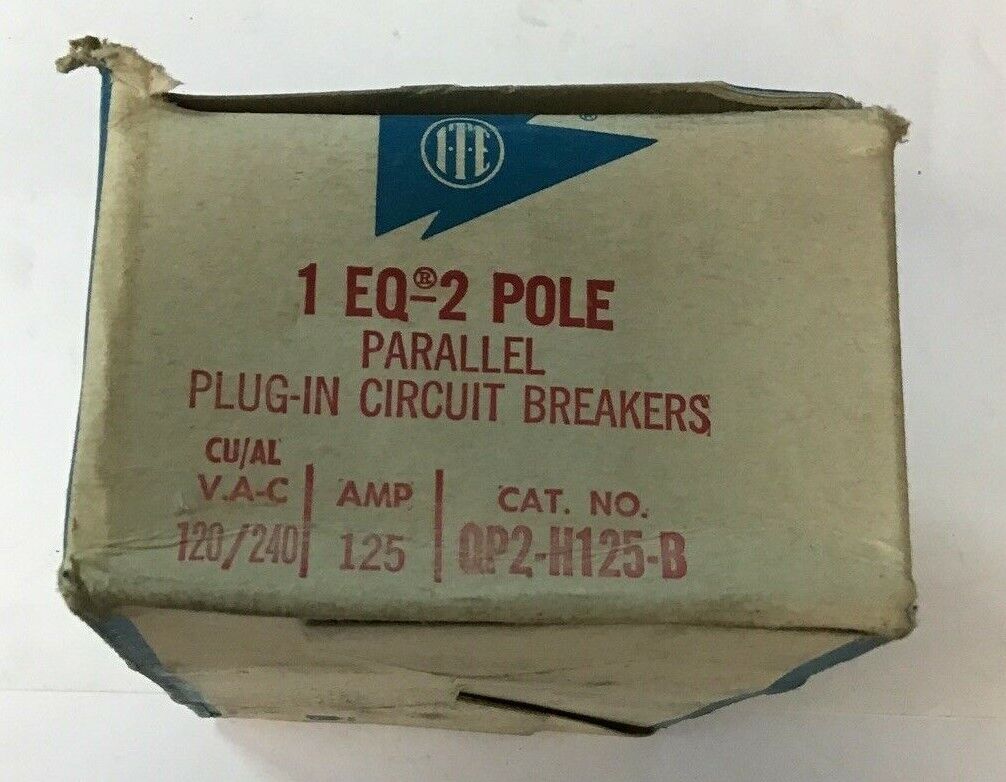 ®
I·T·E
1 EQ®-2 POLE
PARALLEL
PLUG-IN CIRCUIT BREAKERS
CU/AL
V.A-C AMP CAT. NO.
120/240 125 QP2-H125-B